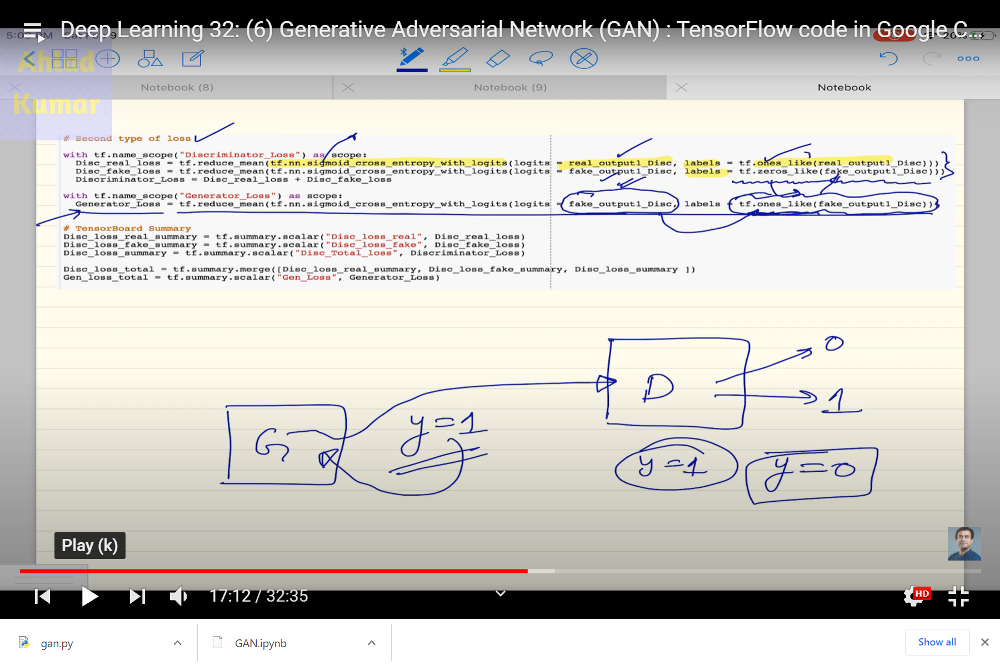 Deep Learning 32: (6) Generative Adversarial Network (GAN) : TensorFlow code in Google C...
20%
Ahlad
Kumar
Notebook (8)
Notebook (9)
Notebook
# Second type of loss
with tf.name_scope("Discriminator_Loss") as scope:
Disc_real_loss = tf.reduce_mean(tf.nn.sigmoid_cross_entropy_with_logits(logits = real_output1_Disc, labels = tf.ones_like(real_output1_Disc)))
Disc_fake_loss = tf.reduce_mean(tf.nn.sigmoid_cross_entropy_with_logits(logits = fake_output1_Disc, labels = tf.zeros_like(fake_output1_Disc)))
Discriminator_Loss = Disc_real_loss + Disc_fake_loss
with tf.name_scope("Generator_Loss") as scope:
Generator_Loss = tf.reduce_mean(tf.nn.sigmoid_cross_entropy_with_logits(logits = fake_output1_Disc, labels = tf.ones_like(fake_output1_Disc)))
# TensorBoard Summary
Disc_loss_real_summary = tf.summary.scalar("Disc_loss_real", Disc_real_loss)
Disc_loss_fake_summary = tf.summary.scalar("Disc_loss_fake", Disc_fake_loss)
Disc_loss_summary = tf.summary.scalar("Disc_Total_loss", Discriminator_Loss)
Disc_loss_total = tf.summary.merge([Disc_loss_real_summary, Disc_loss_fake_summary, Disc_loss_summary ])
Gen_loss_total = tf.summary.scalar("Gen_Loss", Generator_Loss)
0
D
1
G
y=1
y=1
y=0
Play (k)
17:12 / 32:35
HD
gan.py
GAN.ipynb
Show all